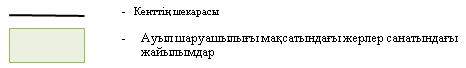 - Кенттің шекарасы
- Ауыл шаруашылығы мақсатындағы жерлер санатындағы
жайылымдар